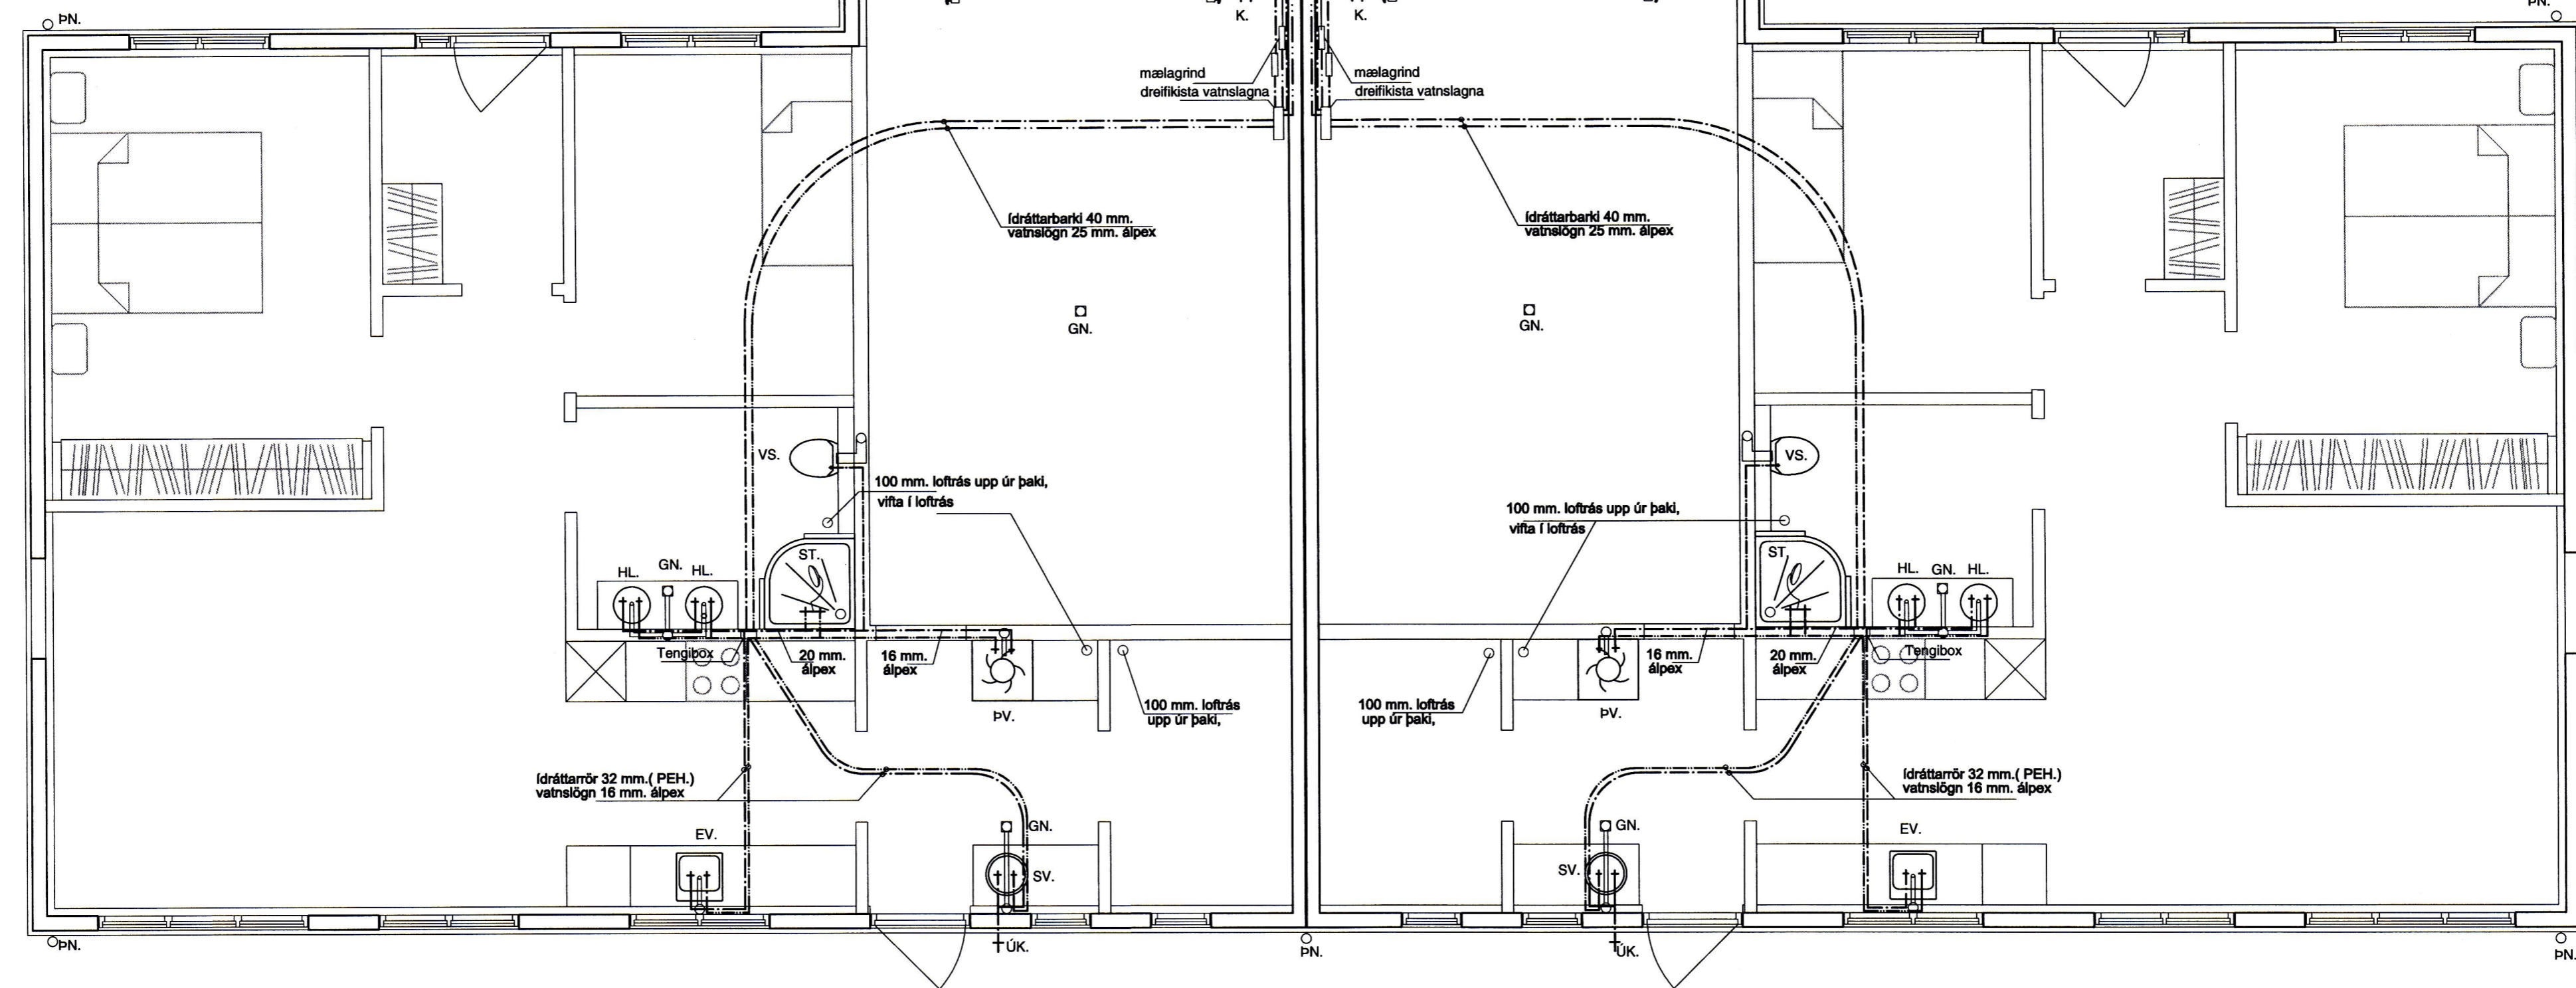 ÞN.
K.
K.
ÞN.
mælagrind
dreifikista vatnslagna
mælagrind
dreifikista vatnslagna
ídráttarbarki 40 mm.
vatnslögn 25 mm. álpex
ídráttarbarki 40 mm.
vatnslögn 25 mm. álpex
GN.
GN.
VS.
VS.
100 mm. loftrás upp úr þaki,
vifta í loftrás
100 mm. loftrás upp úr þaki,
vifta í loftrás
HL.
GN.
HL.
ST.
ST.
HL.
GN.
HL.
Tengibox
20 mm.
álpex
16 mm.
álpex
16 mm.
álpex
20 mm.
álpex
Tengibox
ÞV.
100 mm. loftrás
upp úr þaki,
100 mm. loftrás
upp úr þaki,
ÞV.
ídráttarrör 32 mm.( PEH.)
vatnslögn 16 mm. álpex
ídráttarrör 32 mm.( PEH.)
vatnslögn 16 mm. álpex
EV.
GN.
GN.
EV.
SV.
SV.
ÞN.
ÚK.
ÞN.
ÚK.
ÞN.